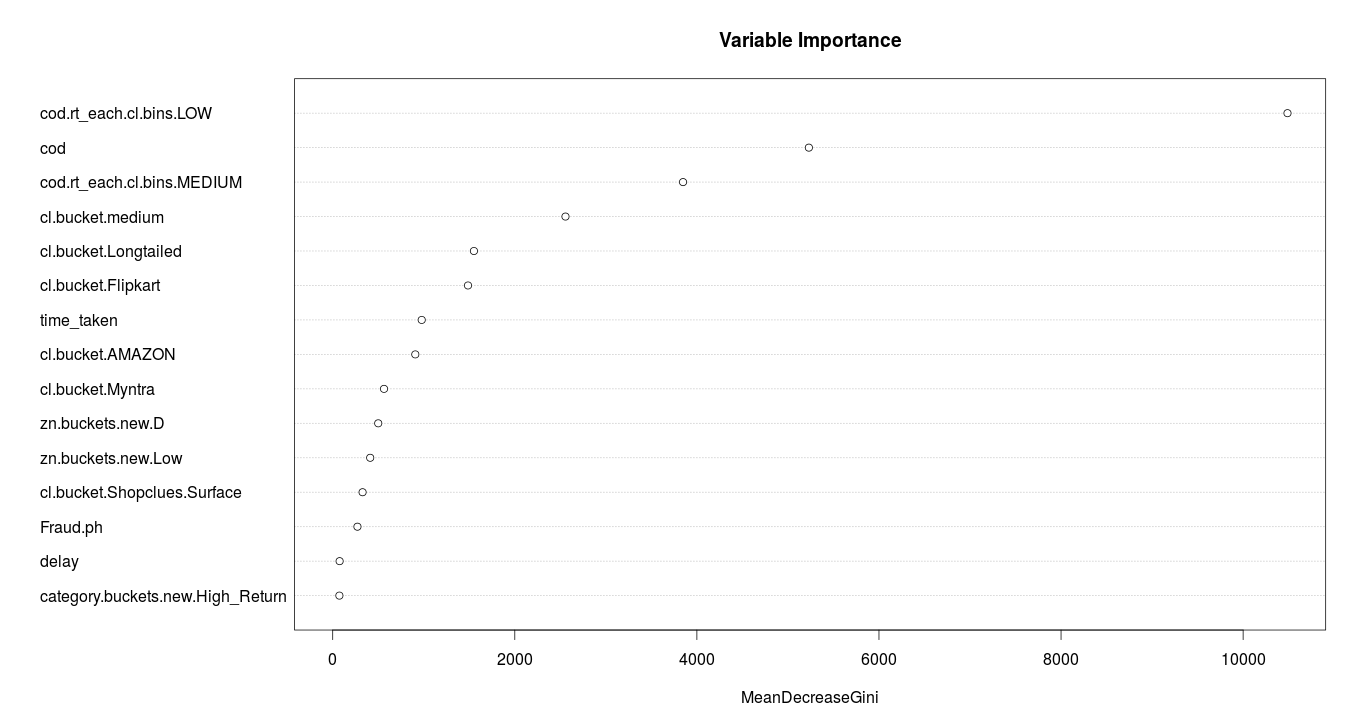 Variable Importance
cod.rt_each.cl.bins.LOW
cod
cod.rt_each.cl.bins.MEDIUM
cl.bucket.medium
cl.bucket.Longtailed
cl.bucket.Flipkart
time_taken
cl.bucket.AMAZON
cl.bucket.Myntra
zn.buckets.new.D
zn.buckets.new.Low
cl.bucket.Shopclues.Surface
Fraud.ph
delay
category.buckets.new.High_Return
0 2000 4000 6000 8000 10000
MeanDecreaseGini